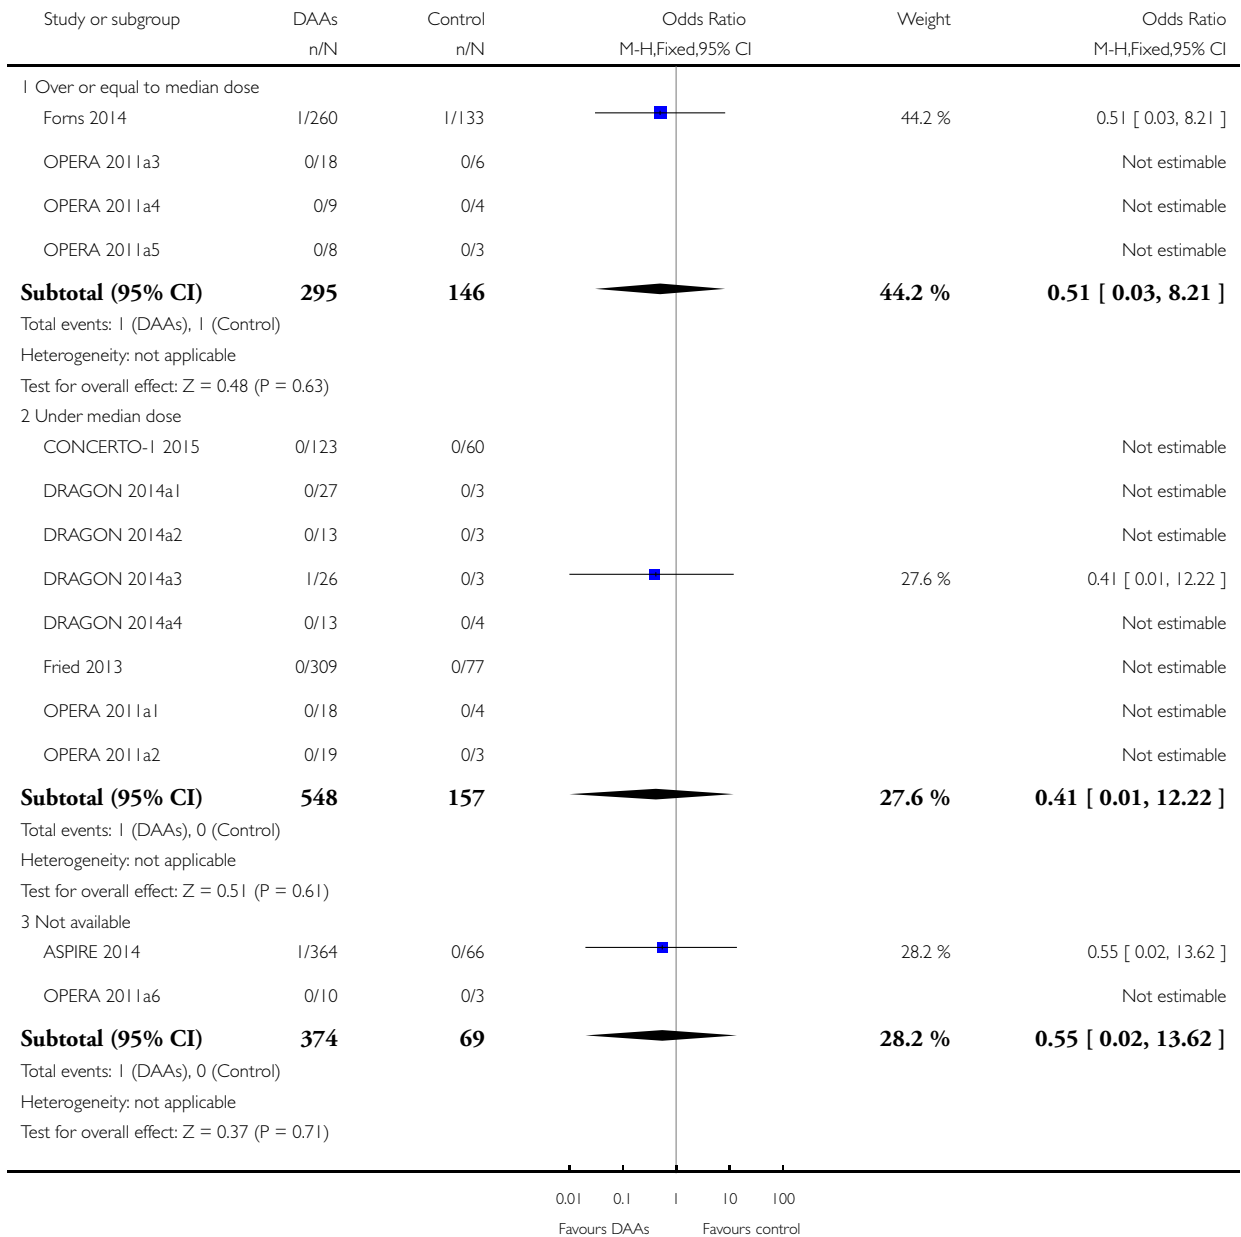 Study or subgroup DAAs Control Odds Ratio Weight Odds Ratio
n/N n/N M-H,Fixed,95% CI M-H,Fixed,95% CI
1 Over or equal to median dose
Forns 2014 1/260 1/133 44.2 % 0.51 [ 0.03, 8.21 ]
OPERA 2011a3 0/18 0/6 Not estimable
OPERA 2011a4 0/9 0/4 Not estimable
OPERA 2011a5 0/8 0/3 Not estimable
Subtotal (95% CI) 295 146 44.2 % 0.51 [ 0.03, 8.21 ]
Total events: 1 (DAAs), 1 (Control)
Heterogeneity: not applicable
Test for overall effect: Z = 0.48 (P = 0.63)
2 Under median dose
CONCERTO-1 2015 0/123 0/60 Not estimable
DRAGON 2014a1 0/27 0/3 Not estimable
DRAGON 2014a2 0/13 0/3 Not estimable
DRAGON 2014a3 1/26 0/3 27.6 % 0.41 [ 0.01, 12.22 ]
DRAGON 2014a4 0/13 0/4 Not estimable
Fried 2013 0/309 0/77 Not estimable
OPERA 2011a1 0/18 0/4 Not estimable
OPERA 2011a2 0/19 0/3 Not estimable
Subtotal (95% CI) 548 157 27.6 % 0.41 [ 0.01, 12.22 ]
Total events: 1 (DAAs), 0 (Control)
Heterogeneity: not applicable
Test for overall effect: Z = 0.51 (P = 0.61)
3 Not available
ASPIRE 2014 1/364 0/66 28.2 % 0.55 [ 0.02, 13.62 ]
OPERA 2011a6 0/10 0/3 Not estimable
Subtotal (95% CI) 374 69 28.2 % 0.55 [ 0.02, 13.62 ]
Total events: 1 (DAAs), 0 (Control)
Heterogeneity: not applicable
Test for overall effect: Z = 0.37 (P = 0.71)
0.01 0.1 1 10 100
Favours DAAs Favours control